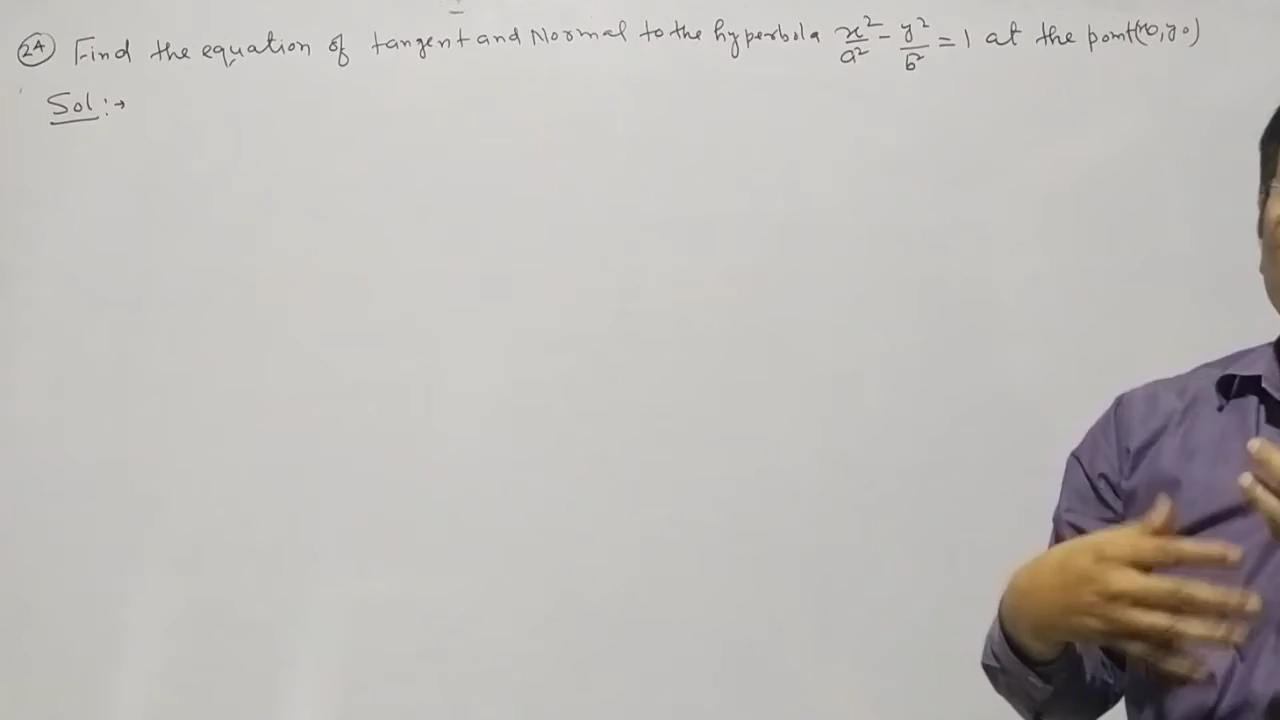 24 Find the equation of tangent and Normal to the hyperbola x²/a² - y²/b² = 1 at the point(x0,y0)
Sol :→